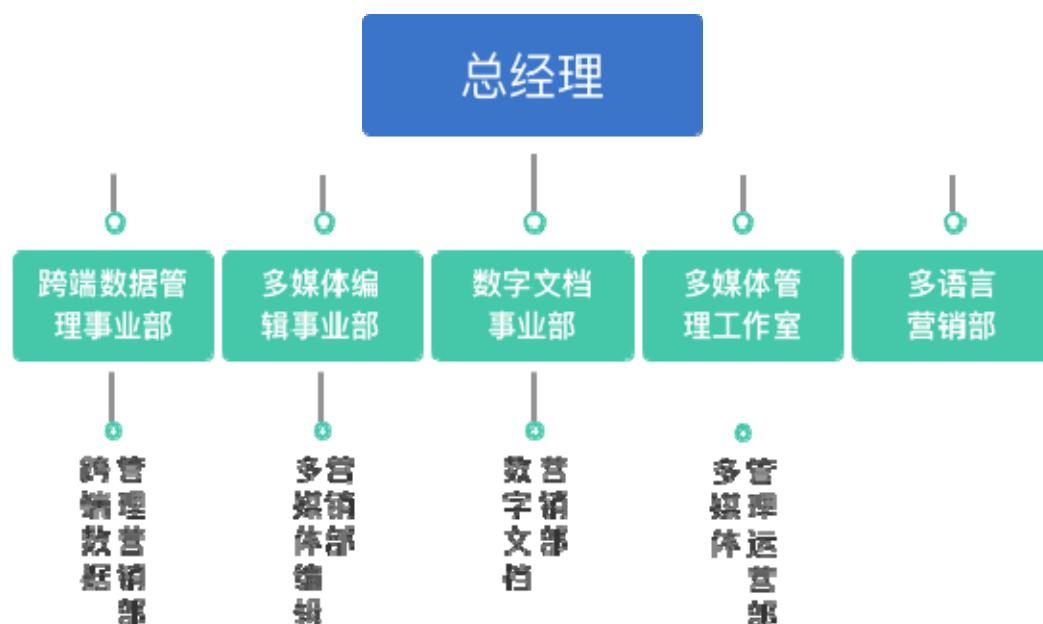 总经理
跨端数据管
理事业部
多媒体编
辑事业部
数字文档
事业部
多媒体管
理工作室
多语言
营销部
跨端数据
管理营销部
多媒体编辑
营销部
数字文档
营销部
多媒体
管理运营部